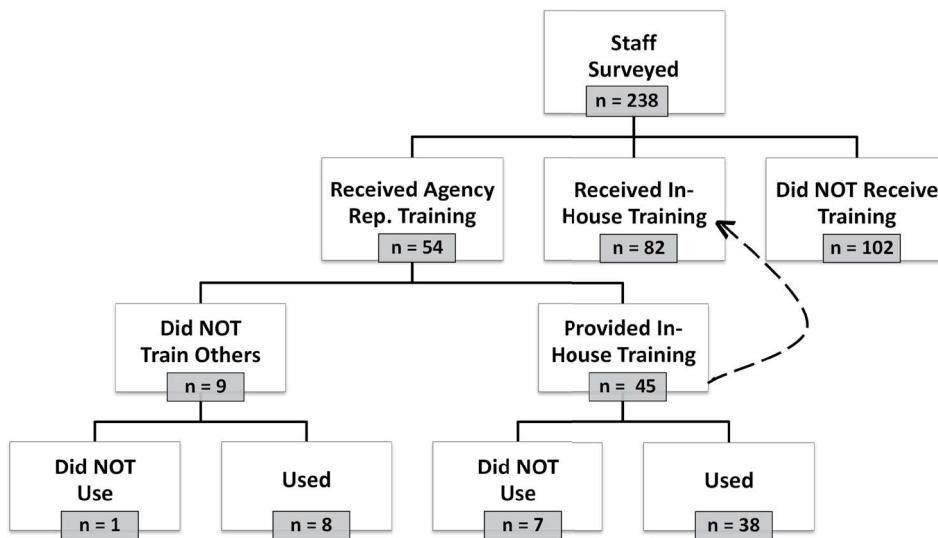 Staff
Surveyed
n = 238
Received Agency
Rep. Training
n = 54
Received In-
House Training
n = 82
Did NOT Receive
Training
n = 102
Did NOT
Train Others
n = 9
Provided In-
House Training
n = 45
Did NOT
Use
n = 1
Used
n = 8
Did NOT
Use
n = 7
Used
n = 38